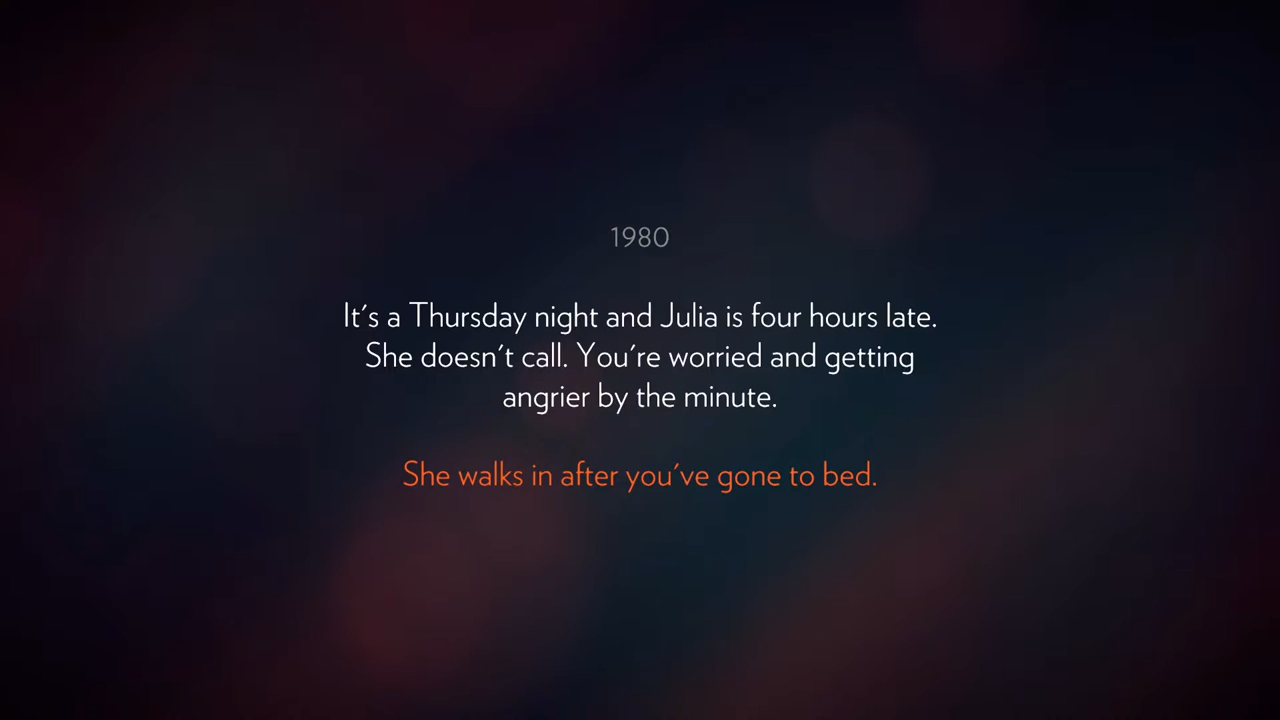 1980
It's a Thursday night and Julia is four hours late.
She doesn't call. You're worried and getting
angrier by the minute.
She walks in after you've gone to bed.